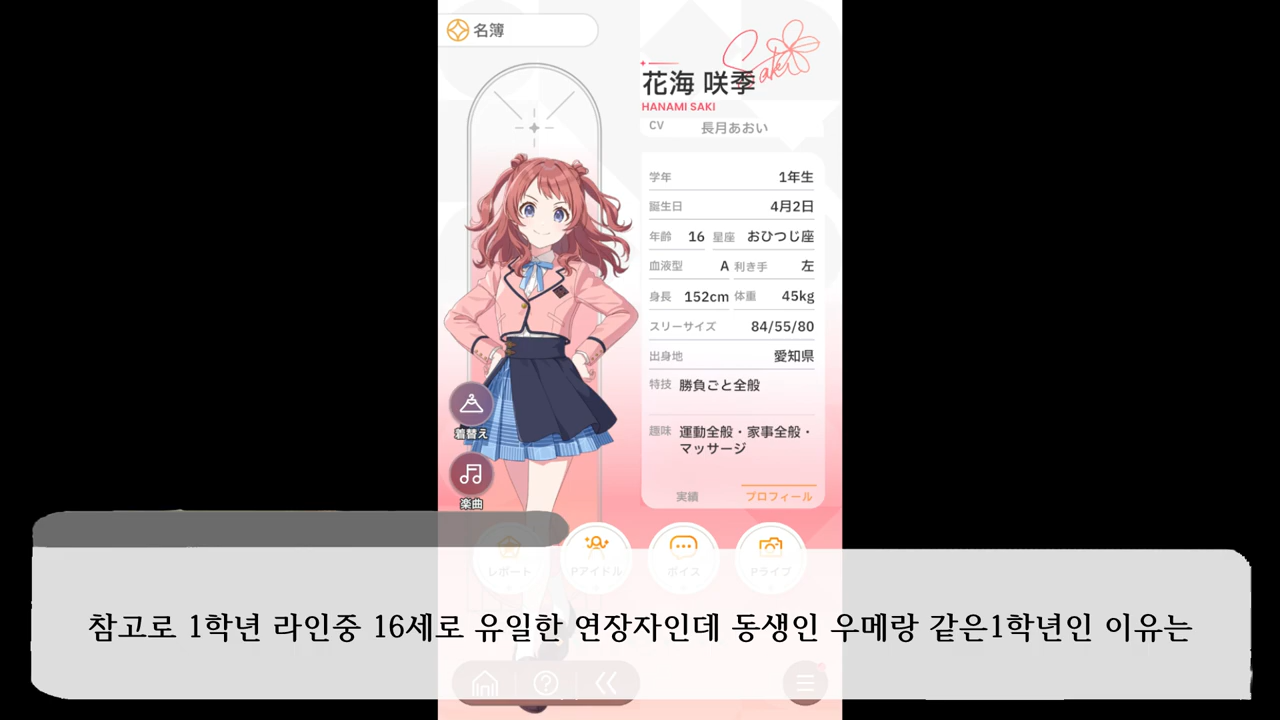 名簿
Saki
花海 咲季
HANAMI SAKI
CV 長月あおい
学年 1年生
誕生日 4月2日
年齢 16 星座 おひつじ座
血液型 A 利き手 左
身長 152cm 体重 45kg
スリーサイズ 84/55/80
出身地 愛知県
特技 勝負ごと全般
趣味 運動全般・家事全般・
マッサージ
実績 プロフィール
着替え
楽曲
レポート Pアイドル ボイス Pライブ
참고로 1학년 라인중 16세로 유일한 연장자인데 동생인 우메랑 같은1학년인 이유는